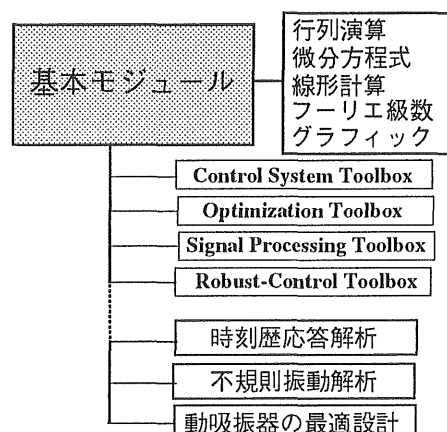 基本モジュール
行列演算
微分方程式
線形計算
フーリエ級数
グラフィック
Control System Toolbox
Optimization Toolbox
Signal Processing Toolbox
Robust-Control Toolbox
時刻歴応答解析
不規則振動解析
動吸振器の最適設計